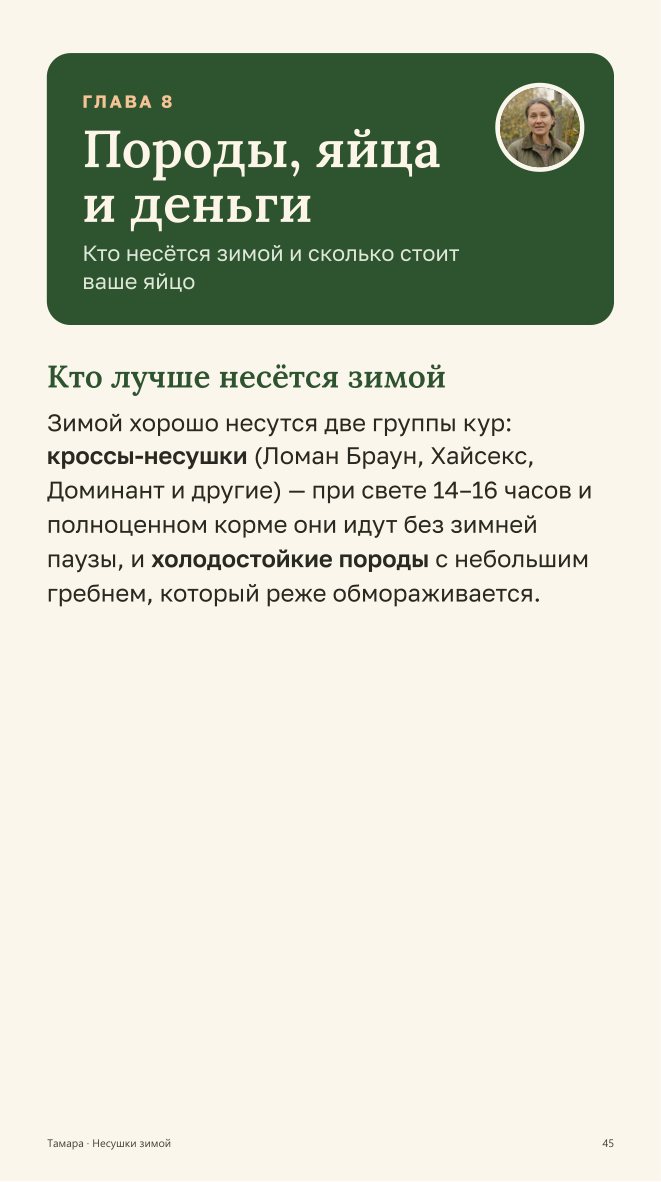 ГЛАВА 8
Породы, яйца
и деньги
Кто несётся зимой и сколько стоит
ваше яйцо
Кто лучше несётся зимой
Зимой хорошо несутся две группы кур:
кроссы-несушки (Ломан Браун, Хайсекс,
Доминант и другие) — при свете 14–16 часов и
полноценном корме они идут без зимней
паузы, и холодостойкие породы с небольшим
гребнем, который реже обмораживается.
Тамара · Несушки зимой
45